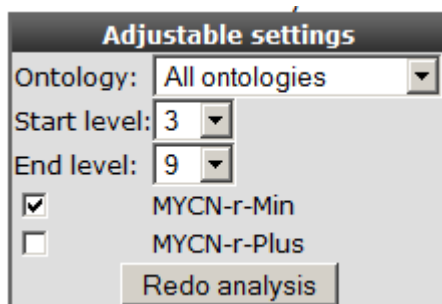 Adjustable settings
Ontology: All ontologies
Start level: 3
End level: 9
MYCN-r-Min
MYCN-r-Plus
Redo analysis